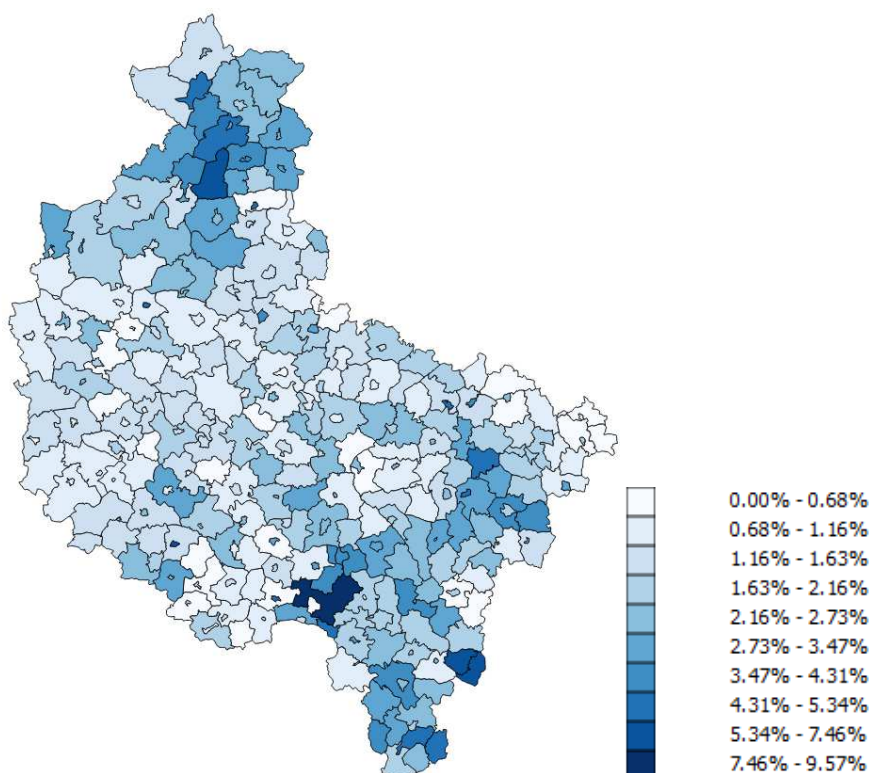 0.00% - 0.68%
0.68% - 1.16%
1.16% - 1.63%
1.63% - 2.16%
2.16% - 2.73%
2.73% - 3.47%
3.47% - 4.31%
4.31% - 5.34%
5.34% - 7.46%
7.46% - 9.57%